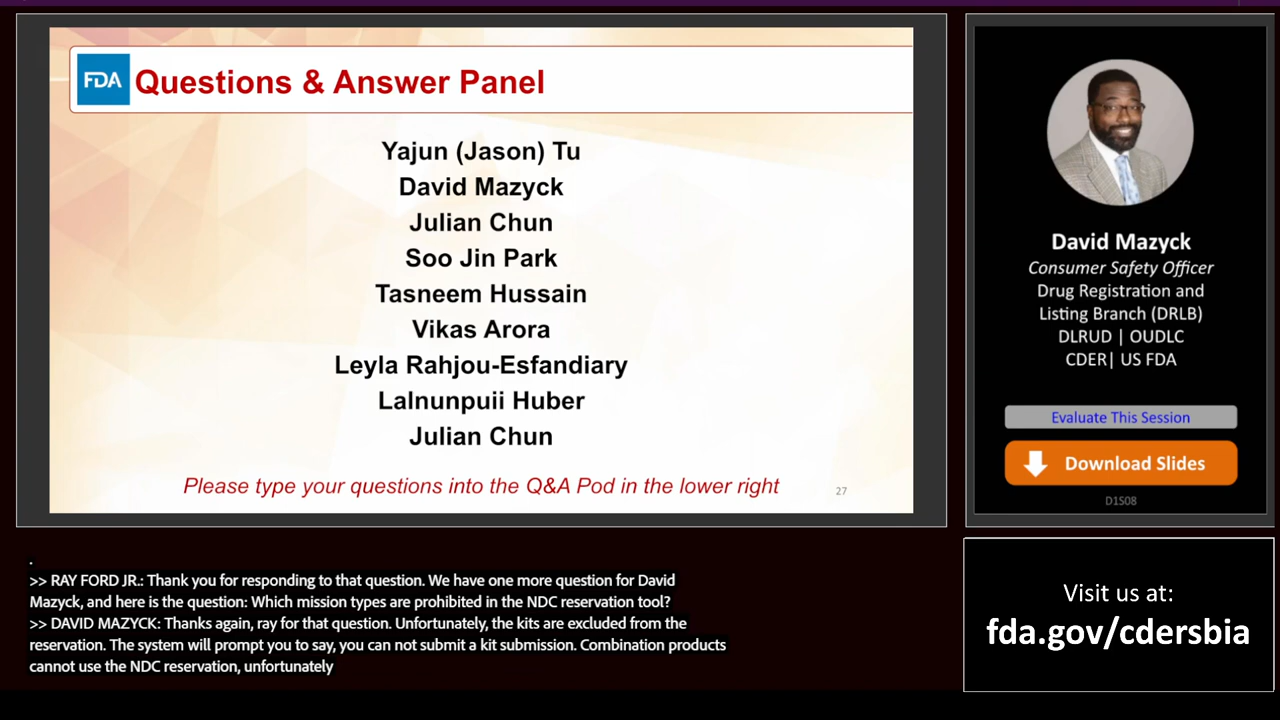 FDA
Questions & Answer Panel
Yajun (Jason) Tu
David Mazyck
Julian Chun
Soo Jin Park
Tasneem Hussain
Vikas Arora
Leyla Rahjou-Esfandiary
Lalnunpuii Huber
Julian Chun
Please type your questions into the Q&A Pod in the lower right
27
David Mazyck
Consumer Safety Officer
Drug Registration and
Listing Branch (DRLB)
DLRUD | OUDLC
CDER| US FDA
Evaluate This Session
Download Slides
D1S08
.
>> RAY FORD JR.: Thank you for responding to that question. We have one more question for David
Mazyck, and here is the question: Which mission types are prohibited in the NDC reservation tool?
>> DAVID MAZYCK: Thanks again, ray for that question. Unfortunately, the kits are excluded from the
reservation. The system will prompt you to say, you can not submit a kit submission. Combination products
cannot use the NDC reservation, unfortunately
Visit us at:
fda.gov/cdersbia